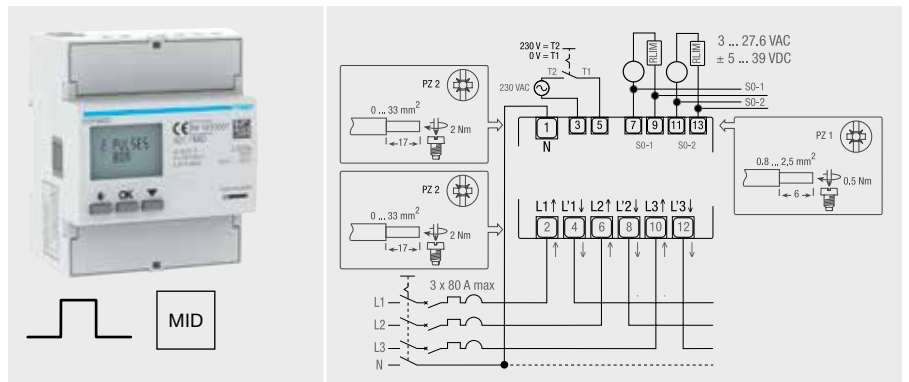 E PULSES
OK
CE
MID
PZ 2
0 ... 33 mm²
17
2 Nm
PZ 2
0 ... 33 mm²
17
2 Nm
230 V = T2
0 V = T1
T2
T1
230 VAC
RLIM
RLIM
3 ... 27.6 VAC
± 5 ... 39 VDC
S0-1
S0-2
1 3 5 7 9 11 13
N
S0-1 S0-2
PZ 1
0.8 ... 2,5 mm²
6
0,5 Nm
L1↑ L'1↓ L2↑ L'2↓ L3↑ L'3↓
2 4 6 8 10 12
3 x 80 A max
L1
L2
L3
N